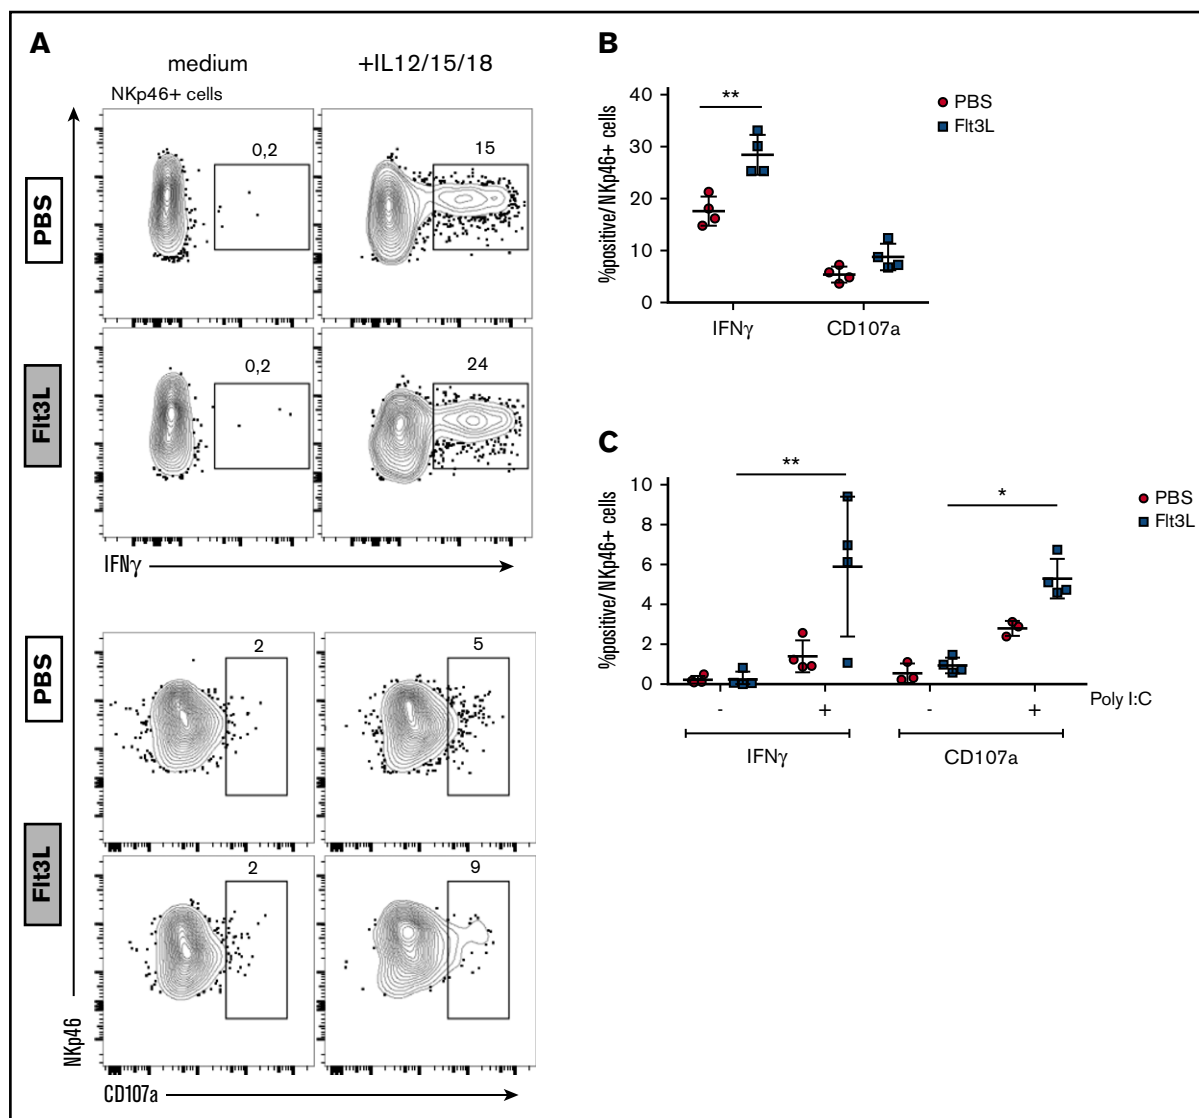 A
medium
+IL12/15/18
NKp46+ cells
PBS
0,2
15
Flt3L
0,2
24
IFNγ
PBS
2
5
Flt3L
2
9
NKp46
CD107a
B
%positive/ NKp46+ cells
40
30
20
10
0
**
PBS
Flt3L
IFNγ
CD107a
C
%positive/ NKp46+ cells
10
8
6
4
2
0
**
*
PBS
Flt3L
- + - + Poly I:C
IFNγ
CD107a